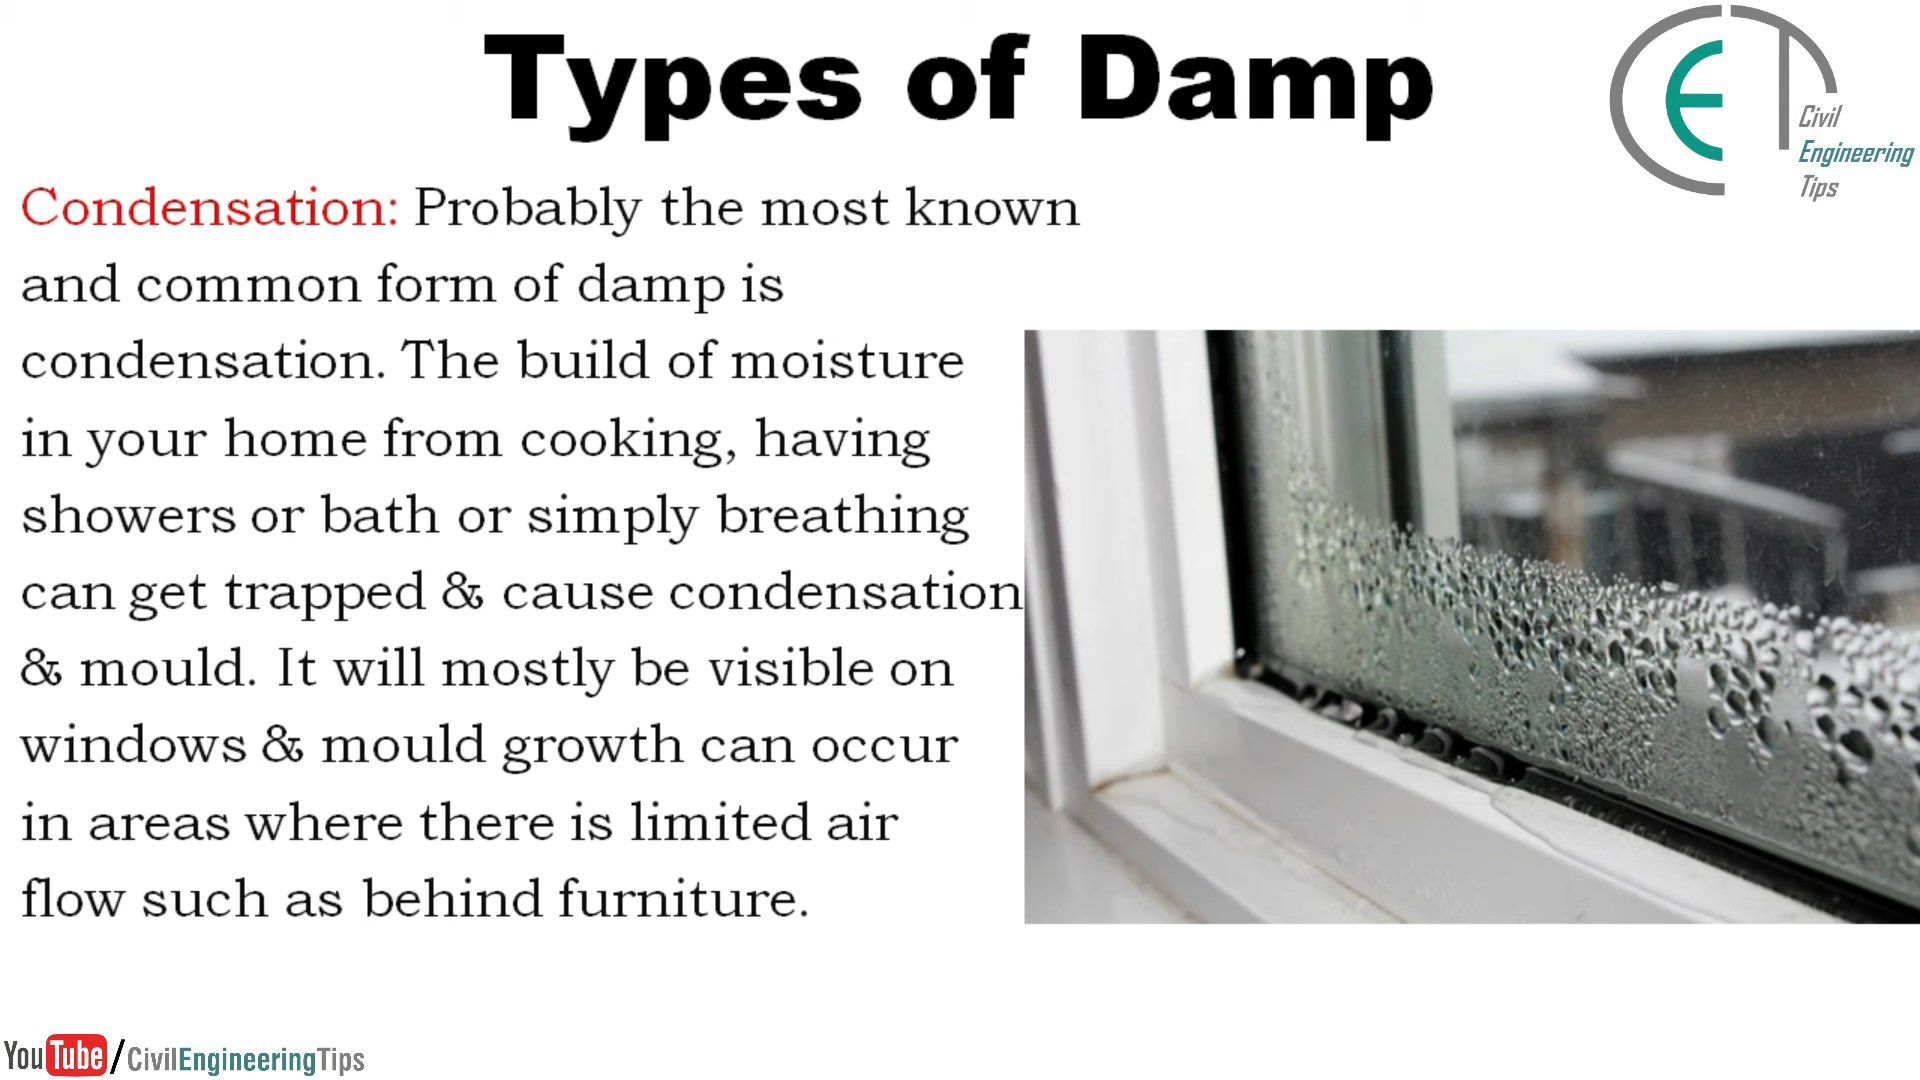 Types of Damp
CET
Civil
Engineering
Tips
Condensation: Probably the most known
and common form of damp is
condensation. The build of moisture
in your home from cooking, having
showers or bath or simply breathing
can get trapped & cause condensation
& mould. It will mostly be visible on
windows & mould growth can occur
in areas where there is limited air
flow such as behind furniture.
YouTube/CivilEngineeringTips